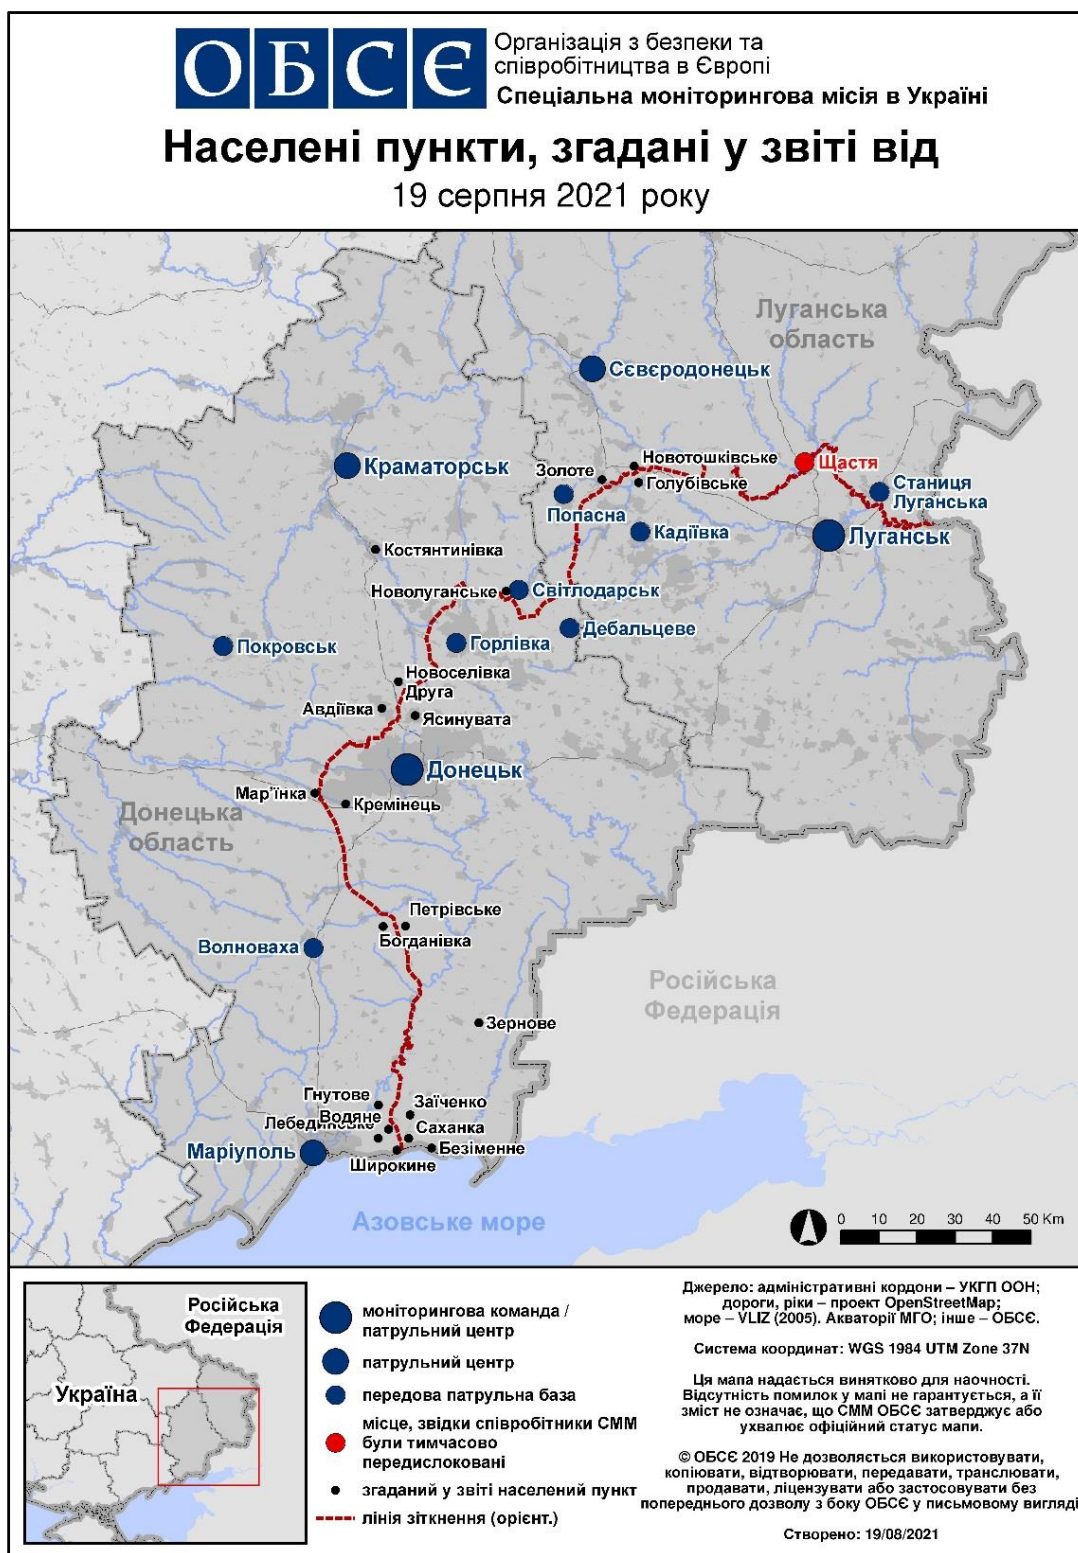 ОБСЄ
Організація з безпеки та
співробітництва в Європі
Спеціальна моніторингова місія в Україні
Населені пункти, згадані у звіті від
19 серпня 2021 року
Луганська
область
Сєвєродонецьк
Краматорськ
Новотошківське
Золоте
Голубівське
Щастя
Станиця
Луганська
Попасна
Кадіївка
Луганськ
Костянтинівка
Новолуганське
Світлодарськ
Дебальцеве
Горлівка
Покровськ
Новоселівка
Друга
Авдіївка
Ясинувата
Донецьк
Мар'їнка
Кремінець
Донецька
область
Петрівське
Богданівка
Волноваха
Російська
Федерація
Зернове
Гнутове
Заїченко
Водяне
Саханка
Маріуполь
Безіменне
Широкине
Азовське море
0 10 20 30 40 50 Km
Російська
Федерація
Україна
моніторингова команда /
патрульний центр
патрульний центр
передова патрульна база
місце, звідки співробітники СММ
були тимчасово
передислоковані
згаданий у звіті населений пункт
лінія зіткнення (орієнт.)
Джерело: адміністративні кордони – УКГП ООН;
дороги, ріки – проект OpenStreetMap;
море – VLIZ (2005). Акваторії МГО; інше – ОБСЄ.
Система координат: WGS 1984 UTM Zone 37N
Ця мапа надається винятково для наочності.
Відсутність помилок у мапі не гарантується, а її
зміст не означає, що СММ ОБСЄ затверджує або
ухвалює офіційний статус мапи.
© ОБСЄ 2019 Не дозволяється використовувати,
копіювати, відтворювати, передавати, транслювати,
продавати, ліцензувати або застосовувати без
попереднього дозволу з боку ОБСЄ у письмовому вигляді
Створено: 19/08/2021